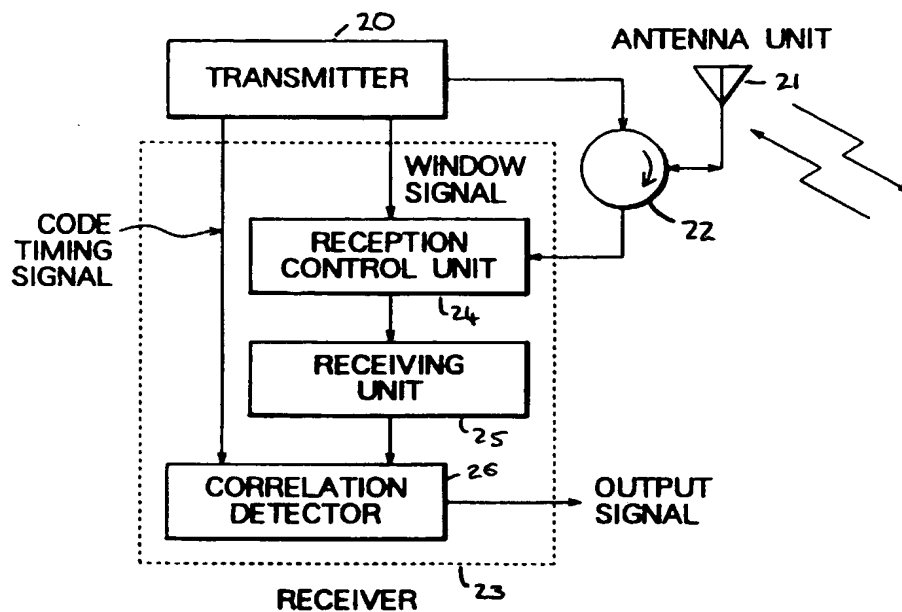 20
ANTENNA UNIT
TRANSMITTER
21
WINDOW
SIGNAL
CODE
TIMING
SIGNAL
22
RECEPTION
CONTROL UNIT
24
RECEIVING
UNIT
25
26
CORRELATION
DETECTOR
OUTPUT
SIGNAL
23
RECEIVER